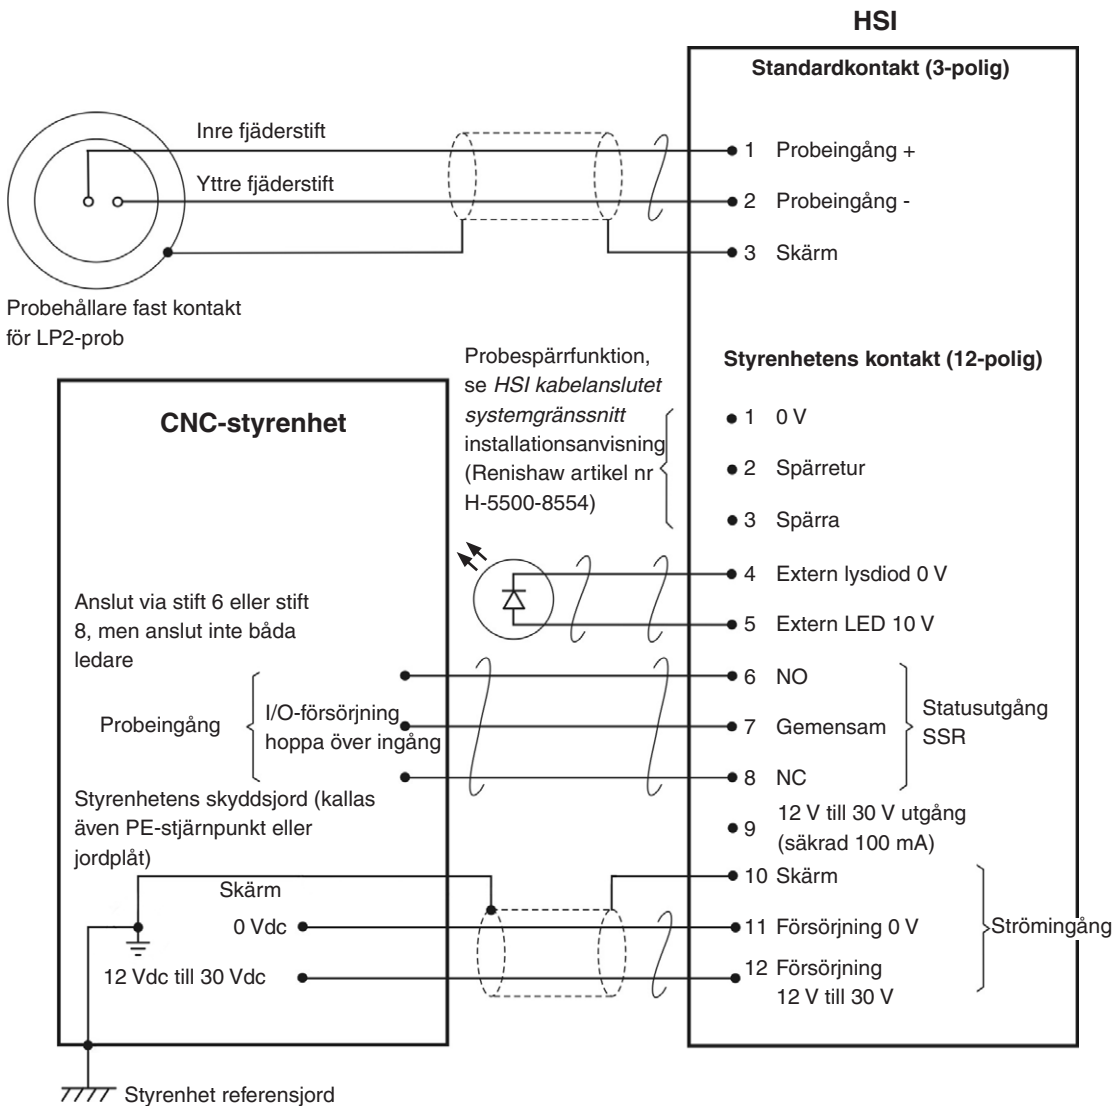 HSI
Standardkontakt (3-polig)
Inre fjäderstift
1 Probeingång +
Yttre fjäderstift
2 Probeingång -
3 Skärm
Probehållare fast kontakt
för LP2-prob
Probespärrfunktion,
se HSI kabelanslutet
systemgränssnitt
installationsanvisning
(Renishaw artikel nr
H-5500-8554)
Styrenhetens kontakt (12-polig)
CNC-styrenhet
1 0 V
2 Spärretur
3 Spärra
4 Extern lysdiod 0 V
5 Extern LED 10 V
Anslut via stift 6 eller stift
8, men anslut inte båda
ledare
6 NO
7 Gemensam
8 NC
Statusutgång
SSR
Probeingång
I/O-försörjning
hoppa över ingång
Styrenhetens skyddsjord (kallas
även PE-stjärnpunkt eller
jordplåt)
9 12 V till 30 V utgång
(säkrad 100 mA)
10 Skärm
Skärm
0 Vdc
11 Försörjning 0 V
Strömingång
12 Vdc till 30 Vdc
12 Försörjning
12 V till 30 V
Styrenhet referensjord